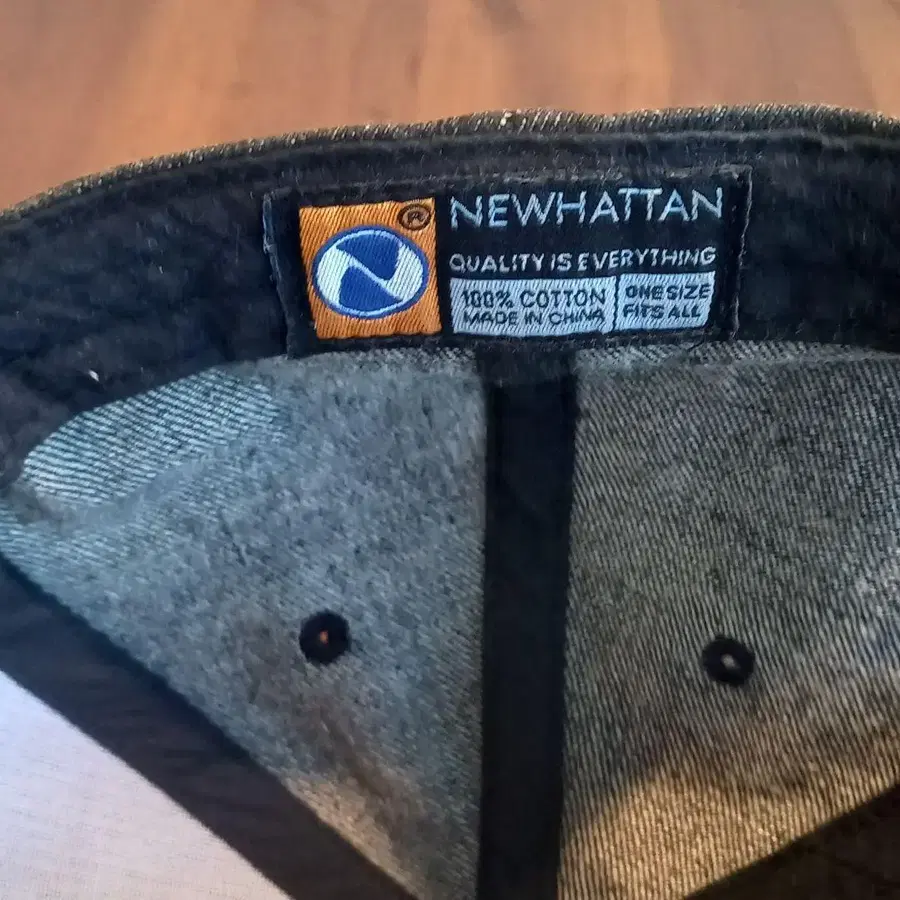 ®
NEWHATTAN
QUALITY IS EVERYTHING
100% COTTON
MADE IN CHINA
ONE SIZE
FITS ALL